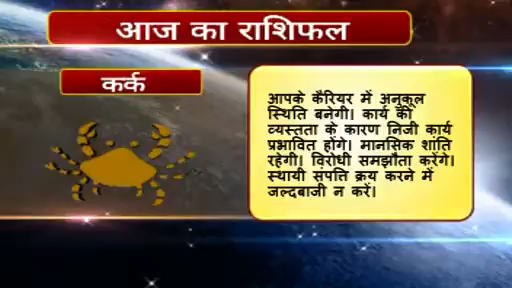 आज का राशिफल
कर्क
आपके कैरियर में अनुकूल
स्थिति बनेगी। कार्य की
व्यस्तता के कारण निजी कार्य
प्रभावित होंगे। मानसिक शांति
रहेगी। विरोधी समझौता करेंगे।
स्थायी संपत्ति क्रय करने में
जल्दबाजी न करें।